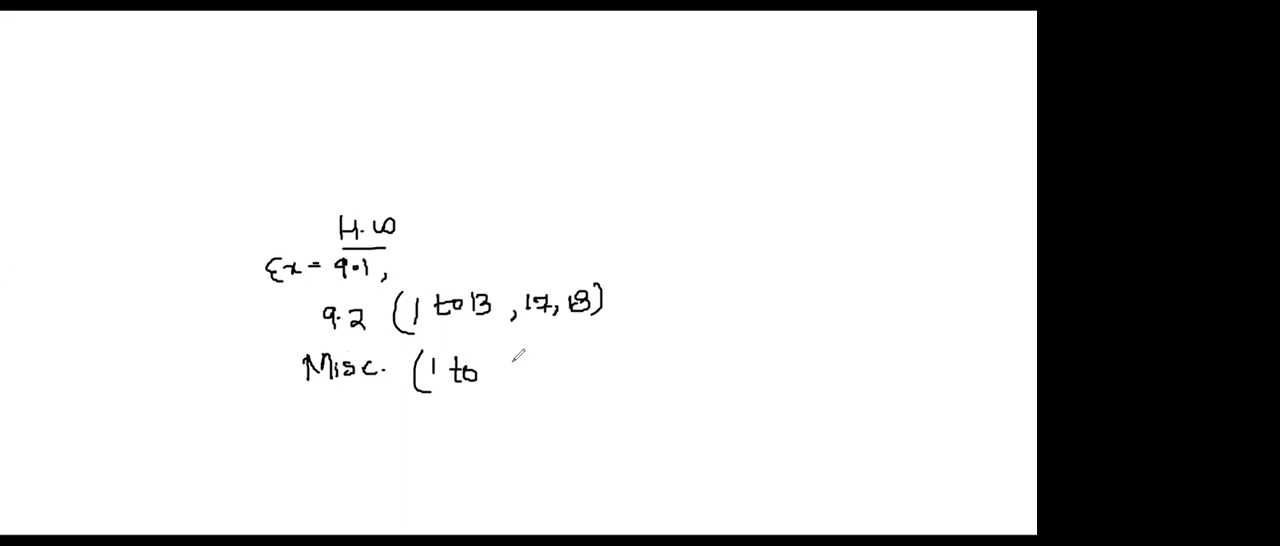 H.W
Ex = 9.1,
9.2 (1 to 13, 17, 18)
Misc. (1 to